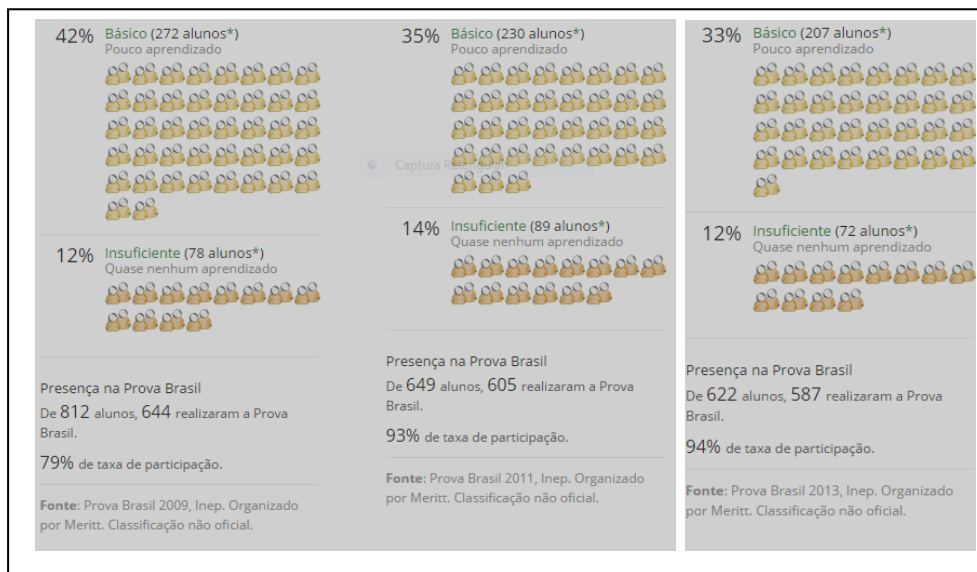 42% Básico (272 alunos*)
Pouco aprendizado
12% Insuficiente (78 alunos*)
Quase nenhum aprendizado
Presença na Prova Brasil
De 812 alunos, 644 realizaram a Prova
Brasil.
79% de taxa de participação.
Fonte: Prova Brasil 2009, Inep. Organizado
por Meritt. Classificação não oficial.
35% Básico (230 alunos*)
Pouco aprendizado
Captura Retangular
14% Insuficiente (89 alunos*)
Quase nenhum aprendizado
Presença na Prova Brasil
De 649 alunos, 605 realizaram a Prova
Brasil.
93% de taxa de participação.
Fonte: Prova Brasil 2011, Inep. Organizado
por Meritt. Classificação não oficial.
33% Básico (207 alunos*)
Pouco aprendizado
12% Insuficiente (72 alunos*)
Quase nenhum aprendizado
Presença na Prova Brasil
De 622 alunos, 587 realizaram a Prova
Brasil.
94% de taxa de participação.
Fonte: Prova Brasil 2013, Inep. Organizado
por Meritt. Classificação não oficial.